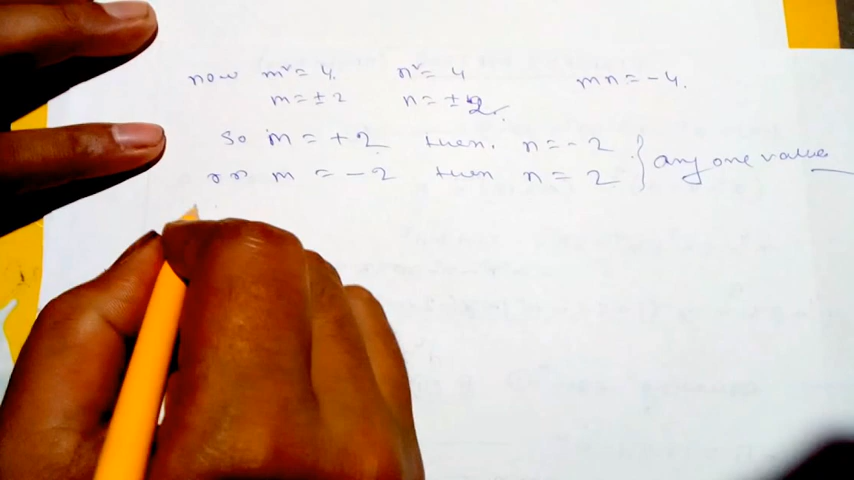 now m² = 4. n² = 4 mn = -4.
m = ± 2 n = ± 2
so m = +2 then. n = -2
or m = -2 then n = 2 } any one value